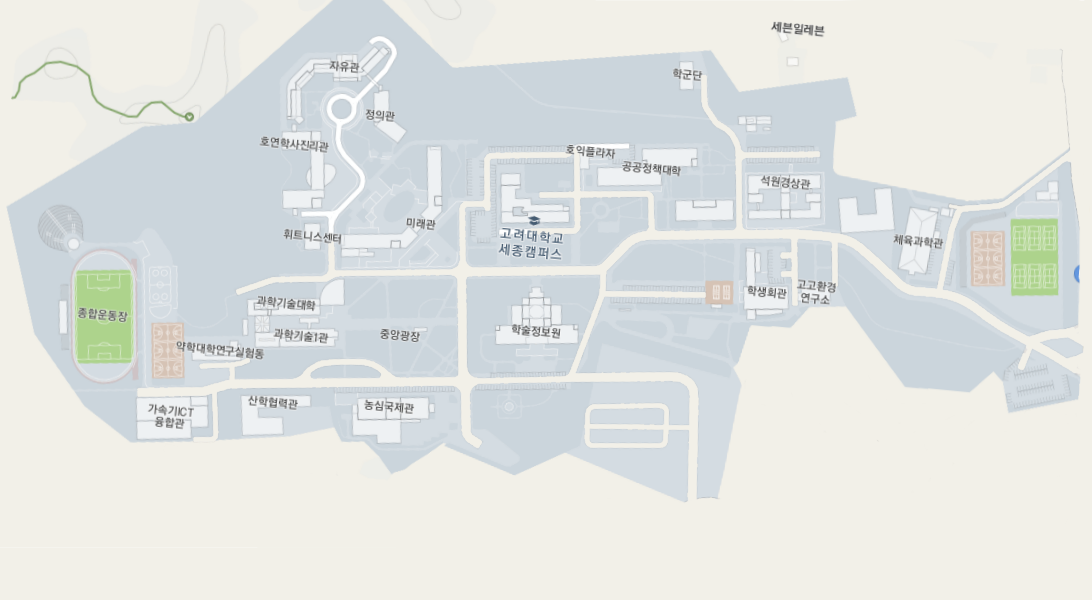 세븐일레븐
자유관
학군단
정의관
호연학사진리관
호익플라자
공공정책대학
석원경상관
미래관
휘트니스센터
고려대학교
세종캠퍼스
체육과학관
학생회관
고고환경
연구소
과학기술대학
종합운동장
과학기술1관
중앙광장
학술정보원
약학대학연구실험동
가속기ICT
융합관
산학협력관
농심국제관